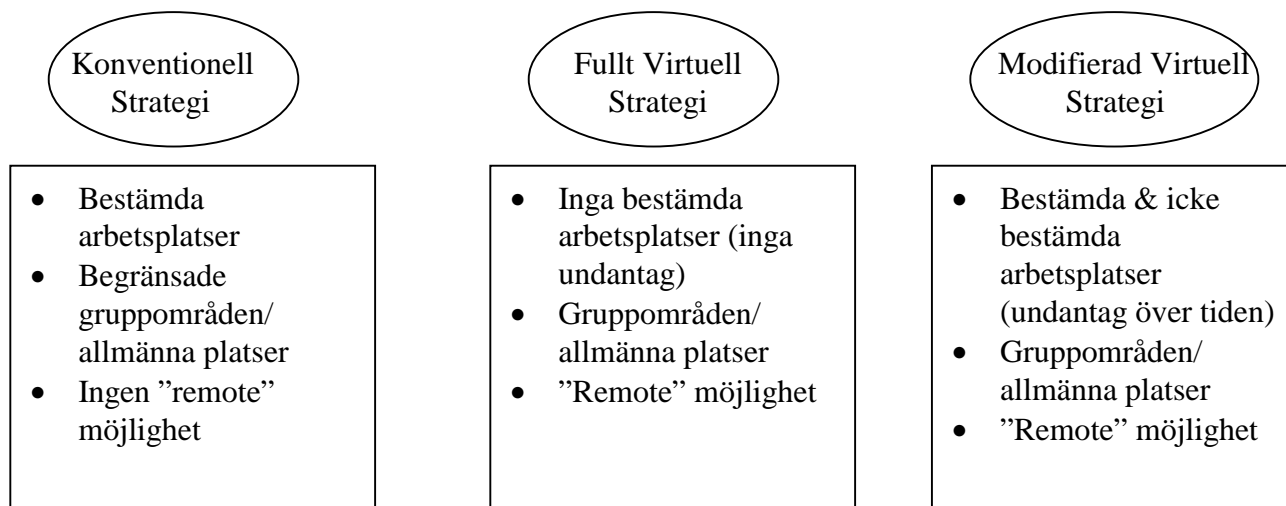 Konventionell
Strategi
• Bestämda
arbetsplatser
• Begränsade
gruppområden/
allmänna platser
• Ingen ”remote”
möjlighet
Fullt Virtuell
Strategi
• Inga bestämda
arbetsplatser (inga
undantag)
• Gruppområden/
allmänna platser
• ”Remote” möjlighet
Modifierad Virtuell
Strategi
• Bestämda & icke
bestämda
arbetsplatser
(undantag över tiden)
• Gruppområden/
allmänna platser
• ”Remote” möjlighet